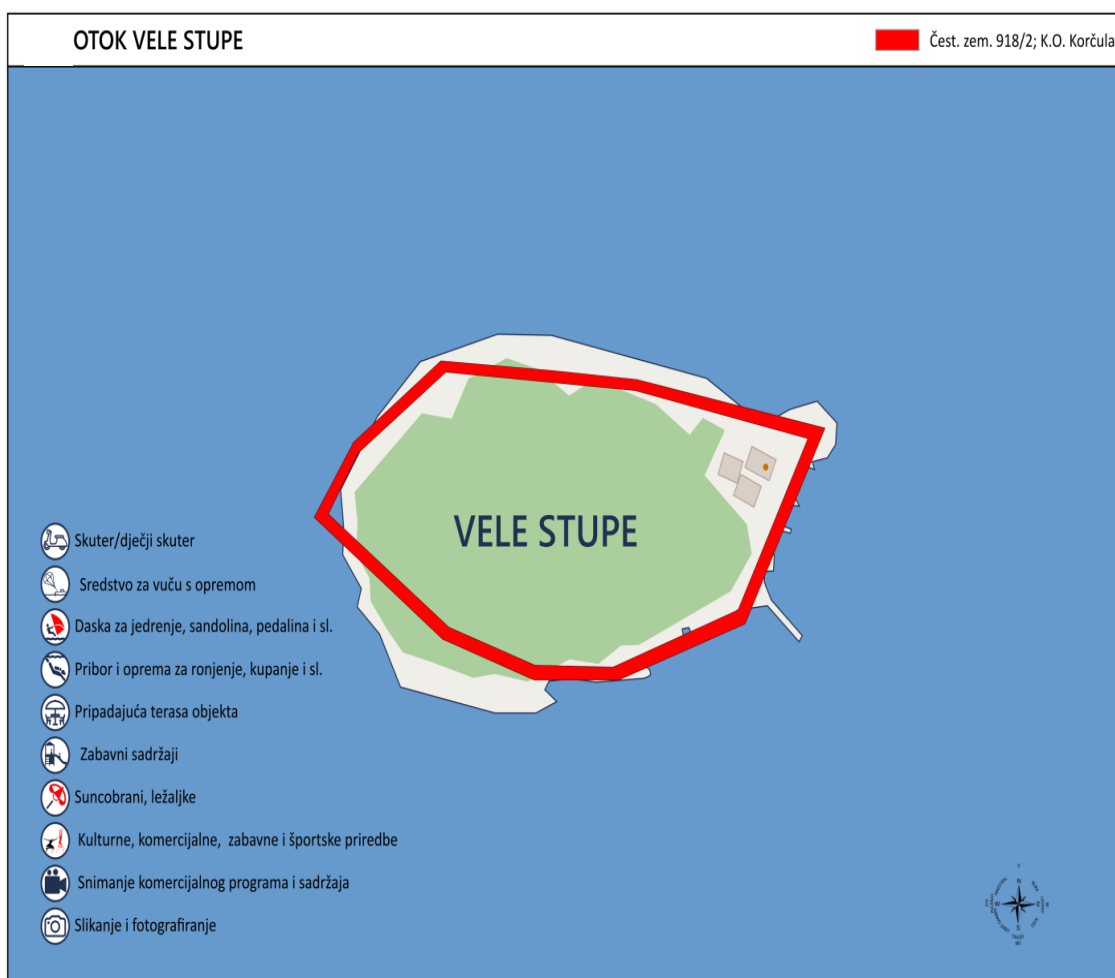 OTOK VELE STUPE
Čest. zem. 918/2; K.O. Korčula
VELE STUPE
Skuter/dječji skuter
Sredstvo za vuču s opremom
Daska za jedrenje, sandolina, pedalina i sl.
Pribor i oprema za ronjenje, kupanje i sl.
Pripadajuća terasa objekta
Zabavni sadržaji
Suncobrani, ležaljke
Kulturne, komercijalne, zabavne i športske priredbe
Snimanje komercijalnog programa i sadržaja
Slikanje i fotografiranje
N
W E
S